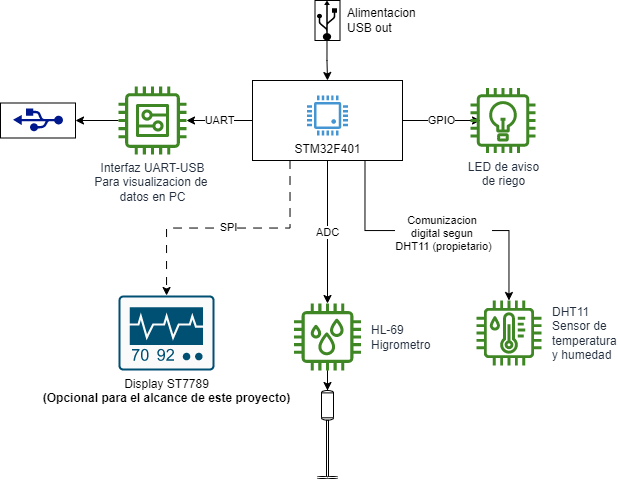 Alimentacion
USB out
STM32F401
UART
GPIO
Interfaz UART-USB
Para visualizacion de
datos en PC
LED de aviso
de riego
SPI
ADC
Comunizacion
digital segun
DHT11 (propietario)
70 92
HL-69
Higrometro
DHT11
Sensor de
temperatura
y humedad
Display ST7789
(Opcional para el alcance de este proyecto)